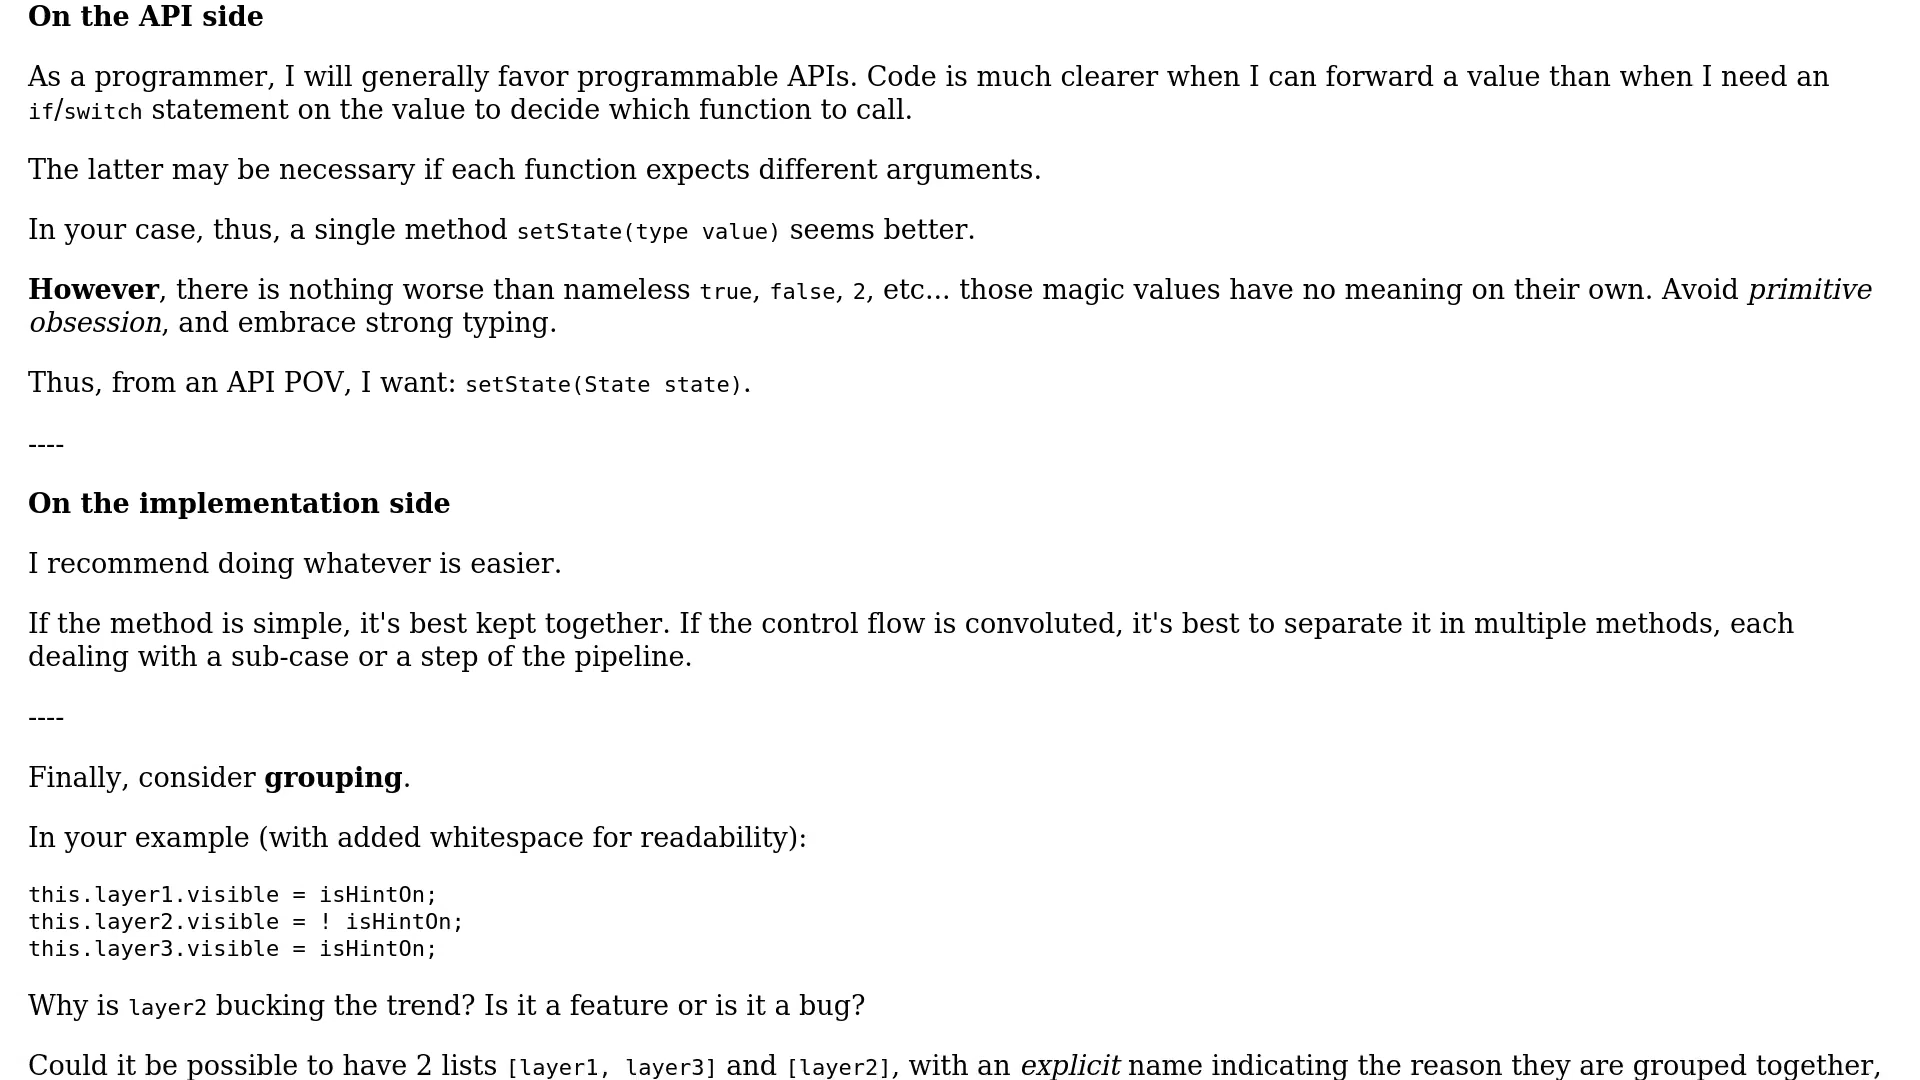 On the API side
As a programmer, I will generally favor programmable APIs. Code is much clearer when I can forward a value than when I need an
if/switch statement on the value to decide which function to call.
The latter may be necessary if each function expects different arguments.
In your case, thus, a single method setState(type value) seems better.
However, there is nothing worse than nameless true, false, 2, etc... those magic values have no meaning on their own. Avoid primitive
obsession, and embrace strong typing.
Thus, from an API POV, I want: setState(State state).
----
On the implementation side
I recommend doing whatever is easier.
If the method is simple, it's best kept together. If the control flow is convoluted, it's best to separate it in multiple methods, each
dealing with a sub-case or a step of the pipeline.
----
Finally, consider grouping.
In your example (with added whitespace for readability):
this.layer1.visible = isHintOn;
this.layer2.visible = ! isHintOn;
this.layer3.visible = isHintOn;
Why is layer2 bucking the trend? Is it a feature or is it a bug?
Could it be possible to have 2 lists [layer1, layer3] and [layer2], with an explicit name indicating the reason they are grouped together,